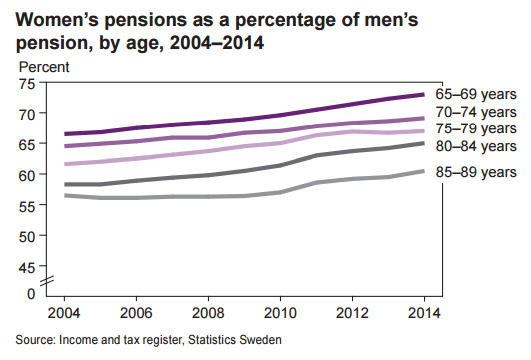 Women’s pensions as a percentage of men’s
pension, by age, 2004–2014
Percent
75
70
65
60
55
50
45
0
65–69 years
70–74 years
75–79 years
80–84 years
85–89 years
2004 2006 2008 2010 2012 2014
Source: Income and tax register, Statistics Sweden